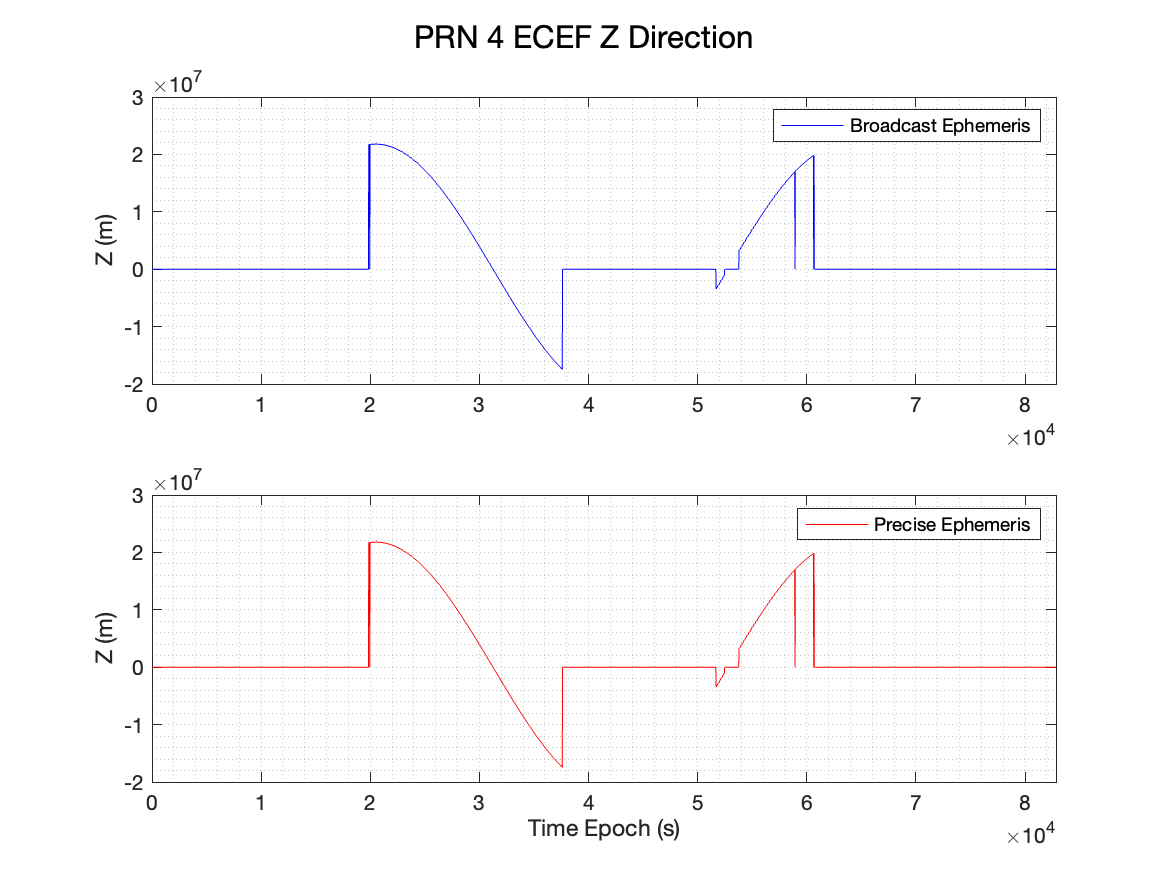 PRN 4 ECEF Z Direction
×10^7
3
2
1
0
-1
-2
Z (m)
Broadcast Ephemeris
0 1 2 3 4 5 6 7 8
×10^4
×10^7
3
2
1
0
-1
-2
Z (m)
Precise Ephemeris
0 1 2 3 4 5 6 7 8
Time Epoch (s)
×10^4